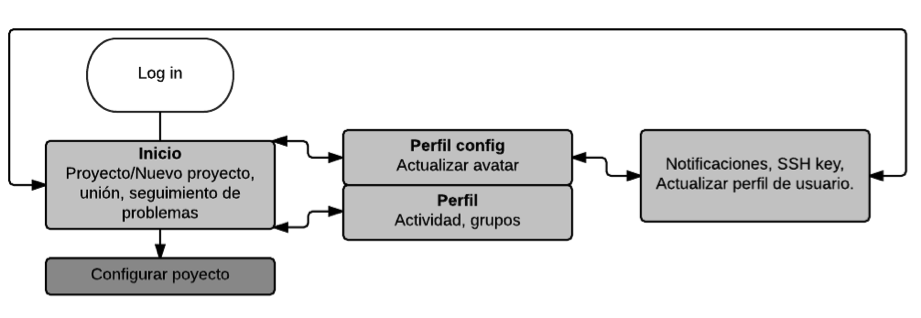 Log in
Inicio
Proyecto/Nuevo proyecto,
unión, seguimiento de
problemas
Configurar poyecto
Perfil config
Actualizar avatar
Perfil
Actividad, grupos
Notificaciones, SSH key,
Actualizar perfil de usuario.